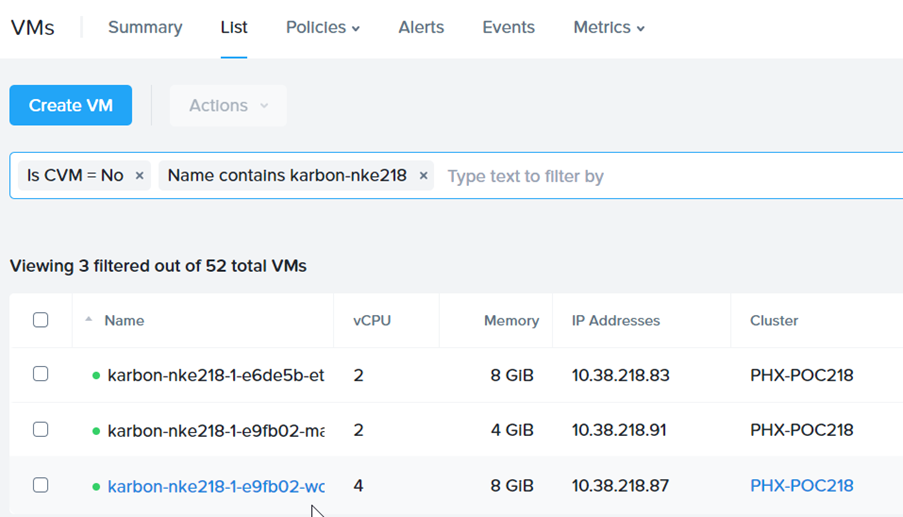 VMs Summary List Policies Alerts Events Metrics
Create VM Actions
Is CVM = No × Name contains karbon-nke218 × Type text to filter by
Viewing 3 filtered out of 52 total VMs
Name vCPU Memory IP Addresses Cluster
karbon-nke218-1-e6de5b-et 2 8 GiB 10.38.218.83 PHX-POC218
karbon-nke218-1-e9fb02-ma 2 4 GiB 10.38.218.91 PHX-POC218
karbon-nke218-1-e9fb02-wo 4 8 GiB 10.38.218.87 PHX-POC218